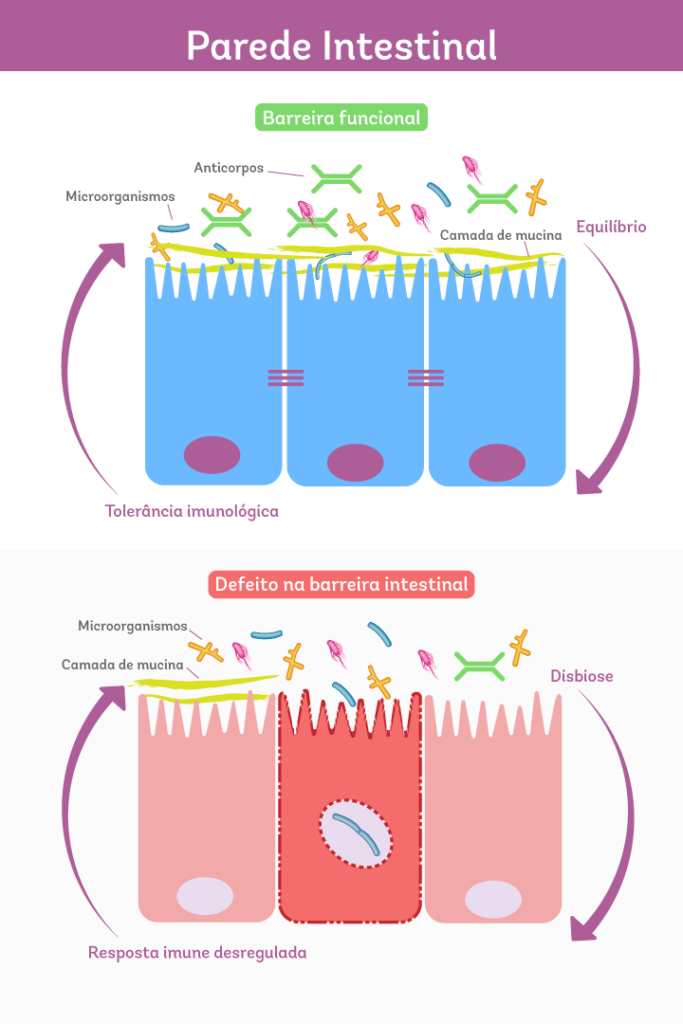 Parede Intestinal
Barreira funcional
Anticorpos
Microorganismos
Equilíbrio
Camada de mucina
Tolerância imunológica
Defeito na barreira intestinal
Microorganismos
Camada de mucina
Disbiose
Resposta imune desregulada